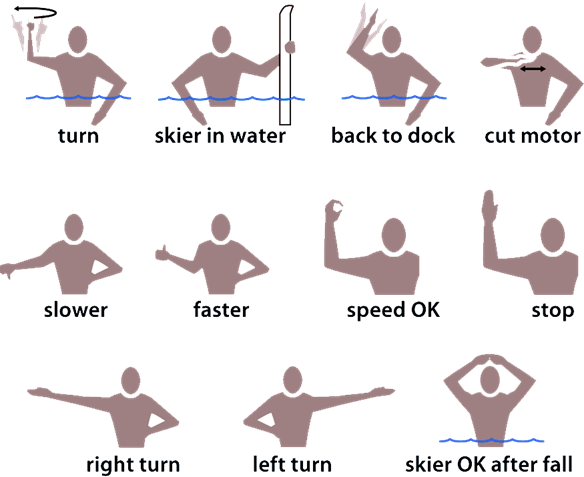 turn
skier in water
back to dock
cut motor
slower
faster
speed OK
stop
right turn
left turn
skier OK after fall